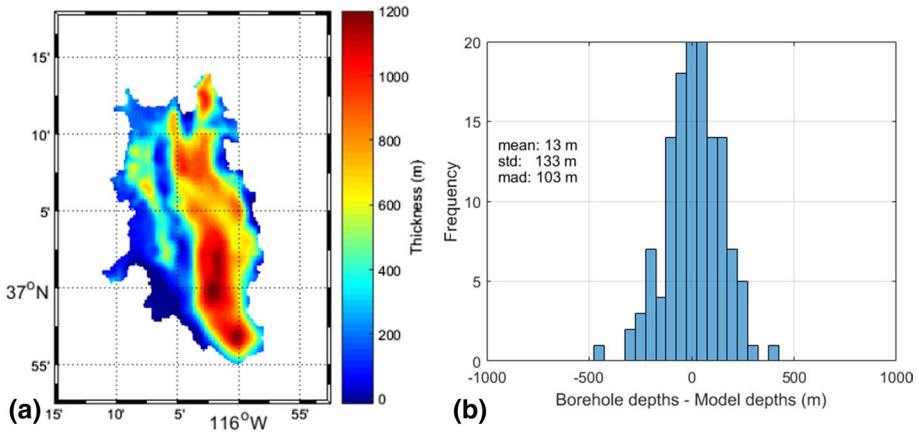 15'
10'
5'
37°N
55'
15'
10'
5'
116°W
55'
1200
1000
800
600
400
200
0
Thickness (m)
(a)
20
15
10
5
0
Frequency
mean: 13 m
std: 133 m
mad: 103 m
-1000
-500
0
500
1000
Borehole depths - Model depths (m)
(b)